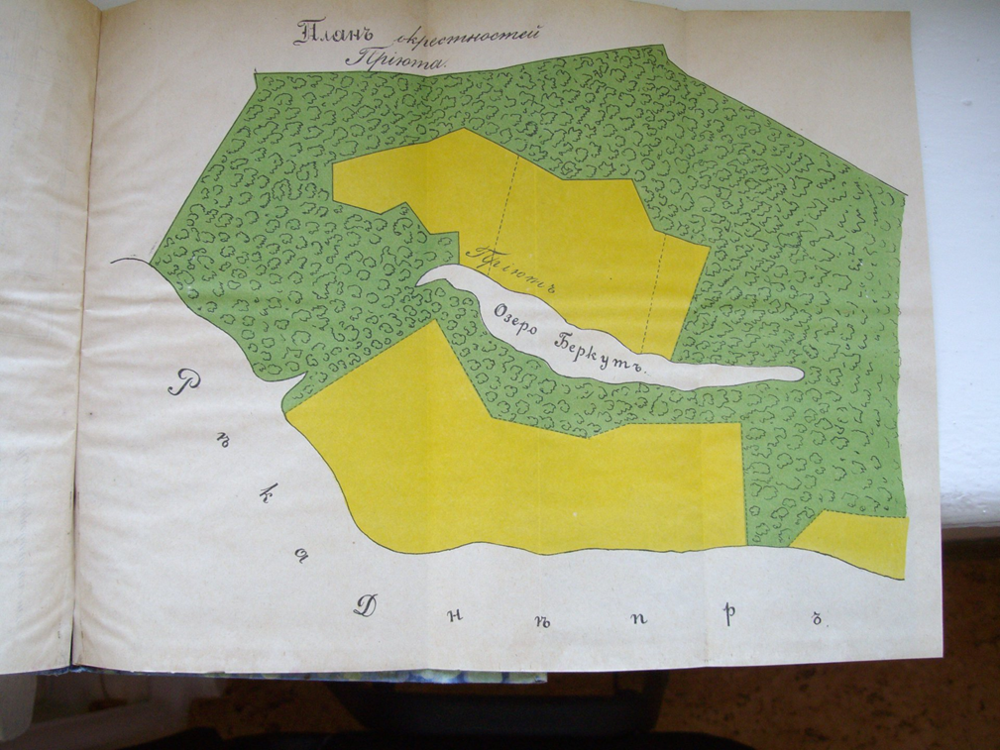 Планъ окрестностей
Пріюта.
Пріютъ
Озеро Беркутъ.
Рѣка
Днѣпръ